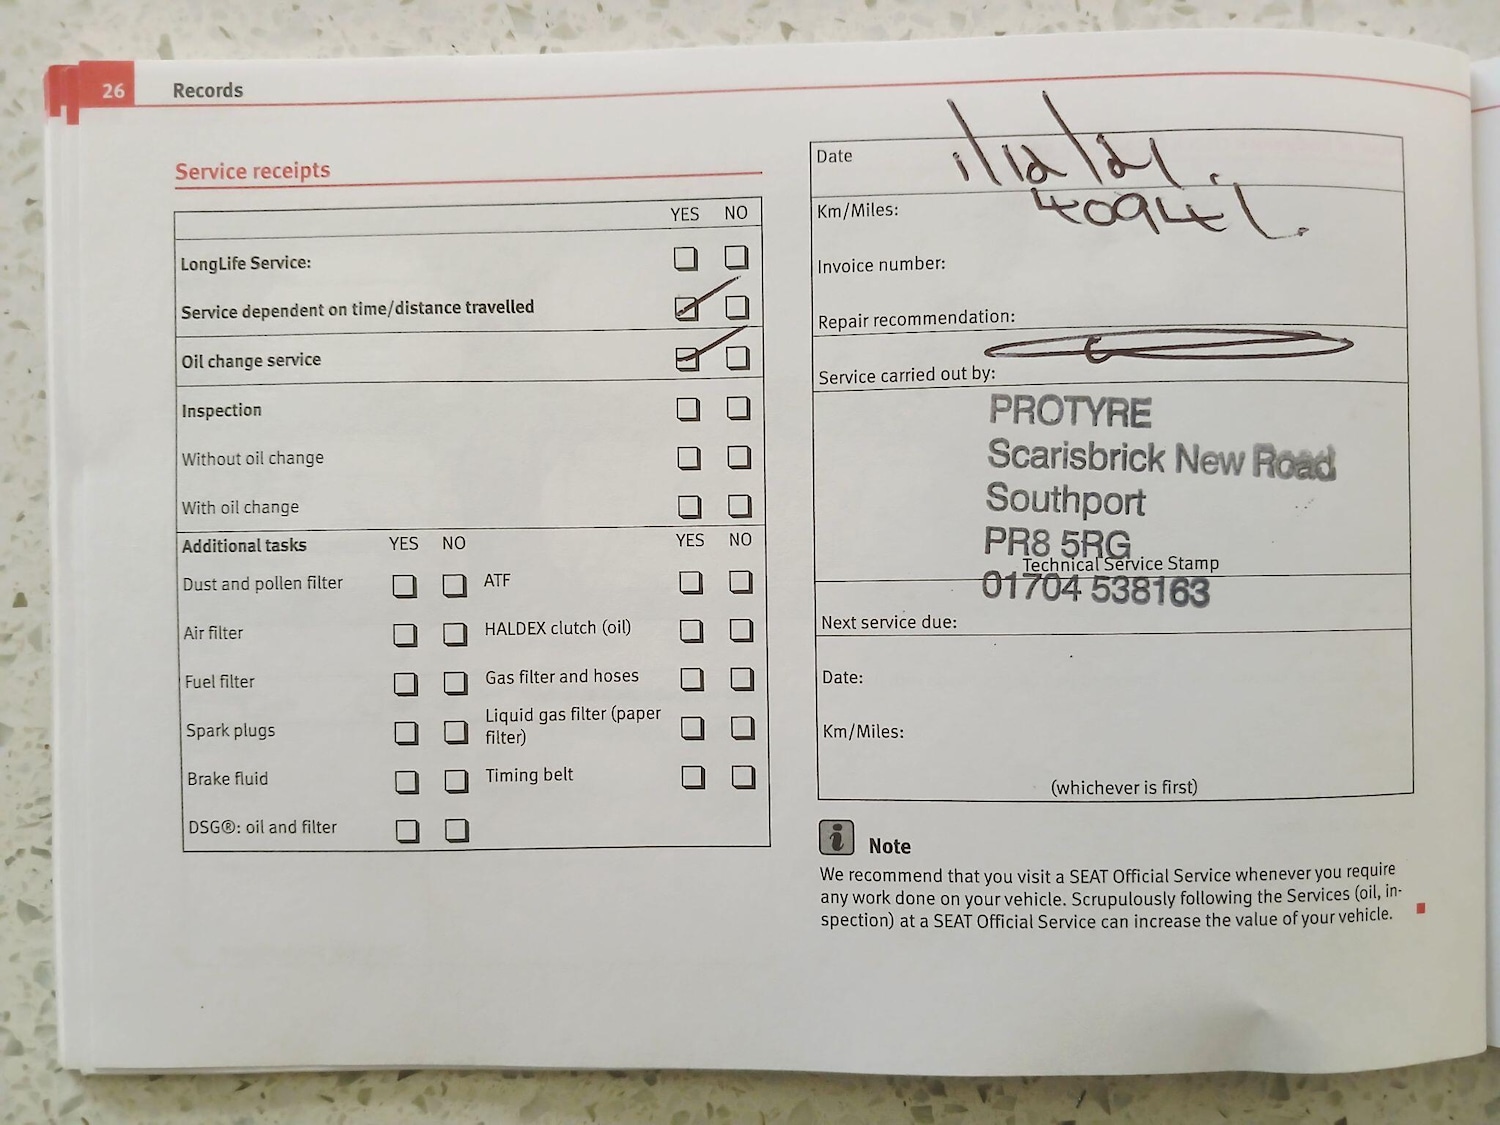 26 Records
Service receipts
YES NO
LongLife Service:
Service dependent on time/distance travelled
Oil change service
Inspection
Without oil change
With oil change
Additional tasks YES NO YES NO
Dust and pollen filter ATF
Air filter HALDEX clutch (oil)
Fuel filter Gas filter and hoses
Spark plugs Liquid gas filter (paper
filter)
Brake fluid Timing belt
DSG®: oil and filter
Date 1/12/21.
Km/Miles: 40941.
Invoice number:
Repair recommendation:
Service carried out by:
PROTYRE
Scarisbrick New Road
Southport
PR8 5RG
Technical Service Stamp
01704 538163
Next service due:
Date:
Km/Miles:
(whichever is first)
i Note
We recommend that you visit a SEAT Official Service whenever you require
any work done on your vehicle. Scrupulously following the Services (oil, in-
spection) at a SEAT Official Service can increase the value of your vehicle.